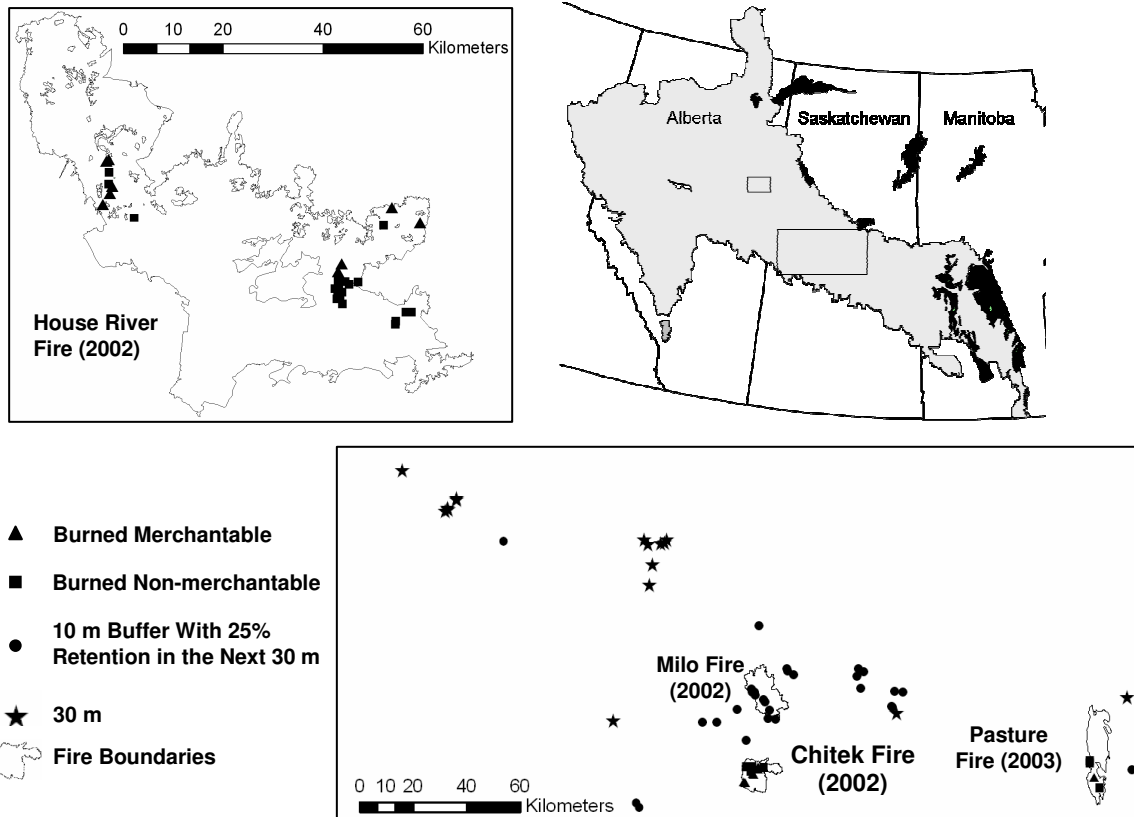 0 10 20 40 60
Kilometers
House River
Fire (2002)
Alberta
Saskatchewan
Manitoba
Burned Merchantable
Burned Non-merchantable
10 m Buffer With 25%
Retention in the Next 30 m
30 m
Fire Boundaries
Milo Fire
(2002)
Chitek Fire
(2002)
Pasture
Fire (2003)
0 10 20 40 60
Kilometers